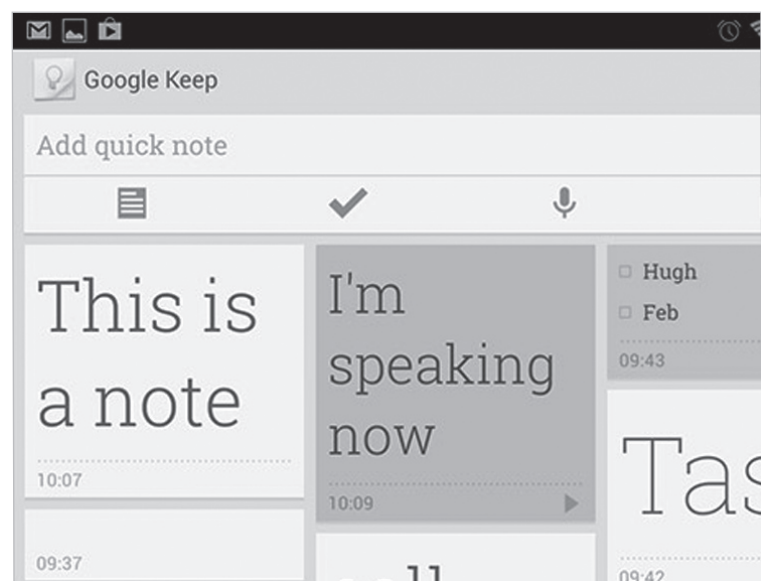 Google Keep
Add quick note
This is
a note
10:07
09:37
I'm
speaking
now
10:09
Hugh
Feb
09:43
Tas
09:42